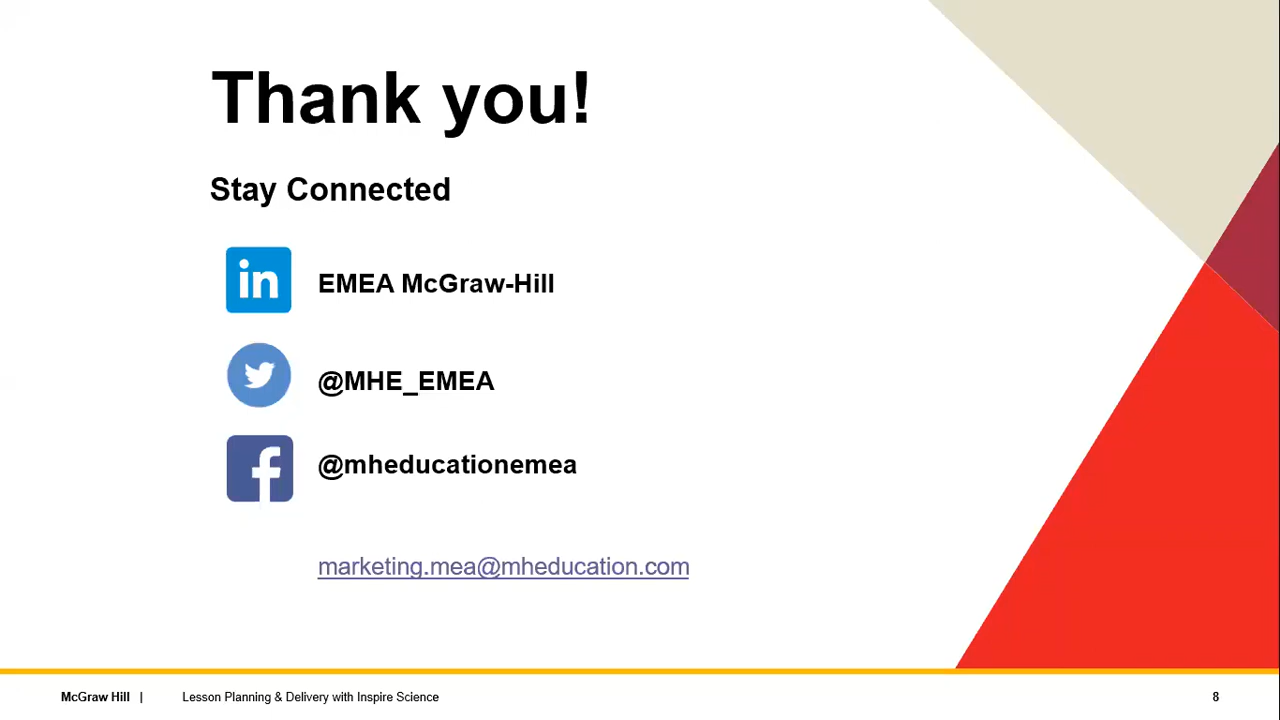 Thank you!
Stay Connected
in EMEA McGraw-Hill
@MHE_EMEA
f @mheducationemea
marketing.mea@mheducation.com
McGraw Hill | Lesson Planning & Delivery with Inspire Science 8